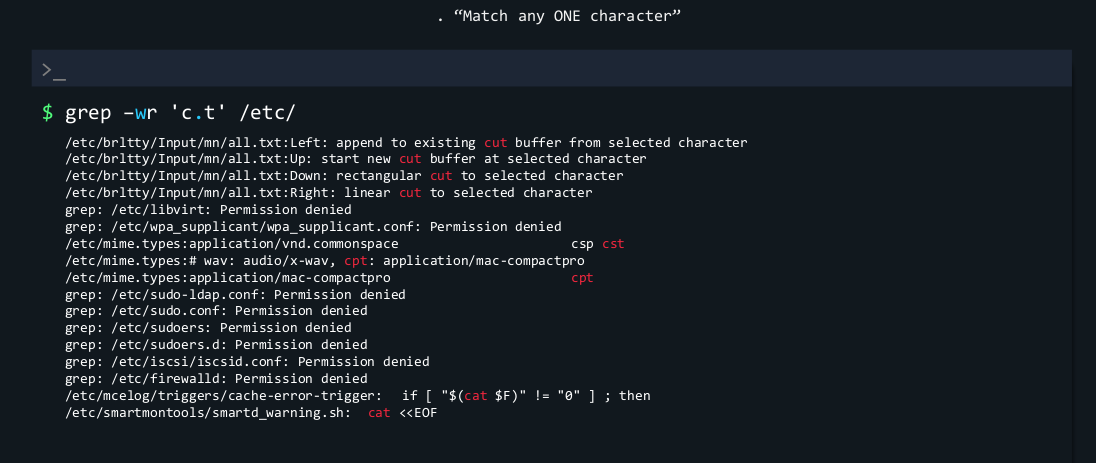 . “Match any ONE character”
>_
$ grep –wr 'c.t' /etc/
/etc/brltty/Input/mn/all.txt:Left: append to existing cut buffer from selected character
/etc/brltty/Input/mn/all.txt:Up: start new cut buffer at selected character
/etc/brltty/Input/mn/all.txt:Down: rectangular cut to selected character
/etc/brltty/Input/mn/all.txt:Right: linear cut to selected character
grep: /etc/libvirt: Permission denied
grep: /etc/wpa_supplicant/wpa_supplicant.conf: Permission denied
/etc/mime.types:application/vnd.commonspace csp cst
/etc/mime.types:# wav: audio/x-wav, cpt: application/mac-compactpro
/etc/mime.types:application/mac-compactpro cpt
grep: /etc/sudo-ldap.conf: Permission denied
grep: /etc/sudo.conf: Permission denied
grep: /etc/sudoers: Permission denied
grep: /etc/sudoers.d: Permission denied
grep: /etc/iscsi/iscsid.conf: Permission denied
grep: /etc/firewalld: Permission denied
/etc/mcelog/triggers/cache-error-trigger: if [ "$(cat $F)" != "0" ] ; then
/etc/smartmontools/smartd_warning.sh: cat <<EOF